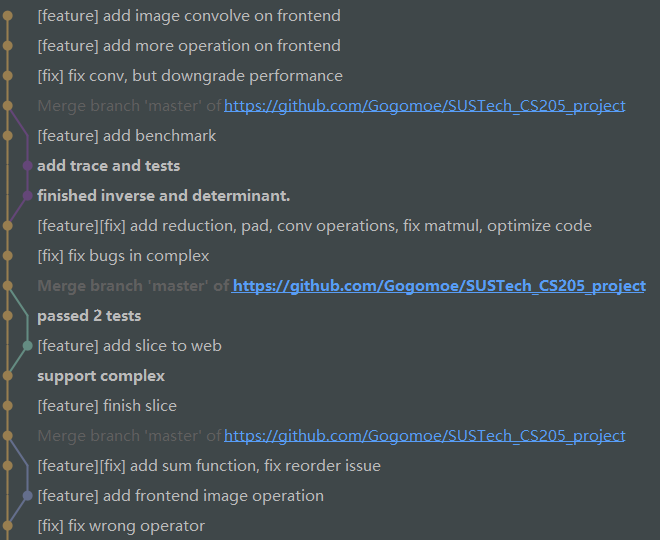 [feature] add image convolve on frontend
[feature] add more operation on frontend
[fix] fix conv, but downgrade performance
Merge branch 'master' of https://github.com/Gogomoe/SUSTech_CS205_project
[feature] add benchmark
add trace and tests
finished inverse and determinant.
[feature][fix] add reduction, pad, conv operations, fix matmul, optimize code
[fix] fix bugs in complex
Merge branch 'master' of https://github.com/Gogomoe/SUSTech_CS205_project
passed 2 tests
[feature] add slice to web
support complex
[feature] finish slice
Merge branch 'master' of https://github.com/Gogomoe/SUSTech_CS205_project
[feature][fix] add sum function, fix reorder issue
[feature] add frontend image operation
[fix] fix wrong operator